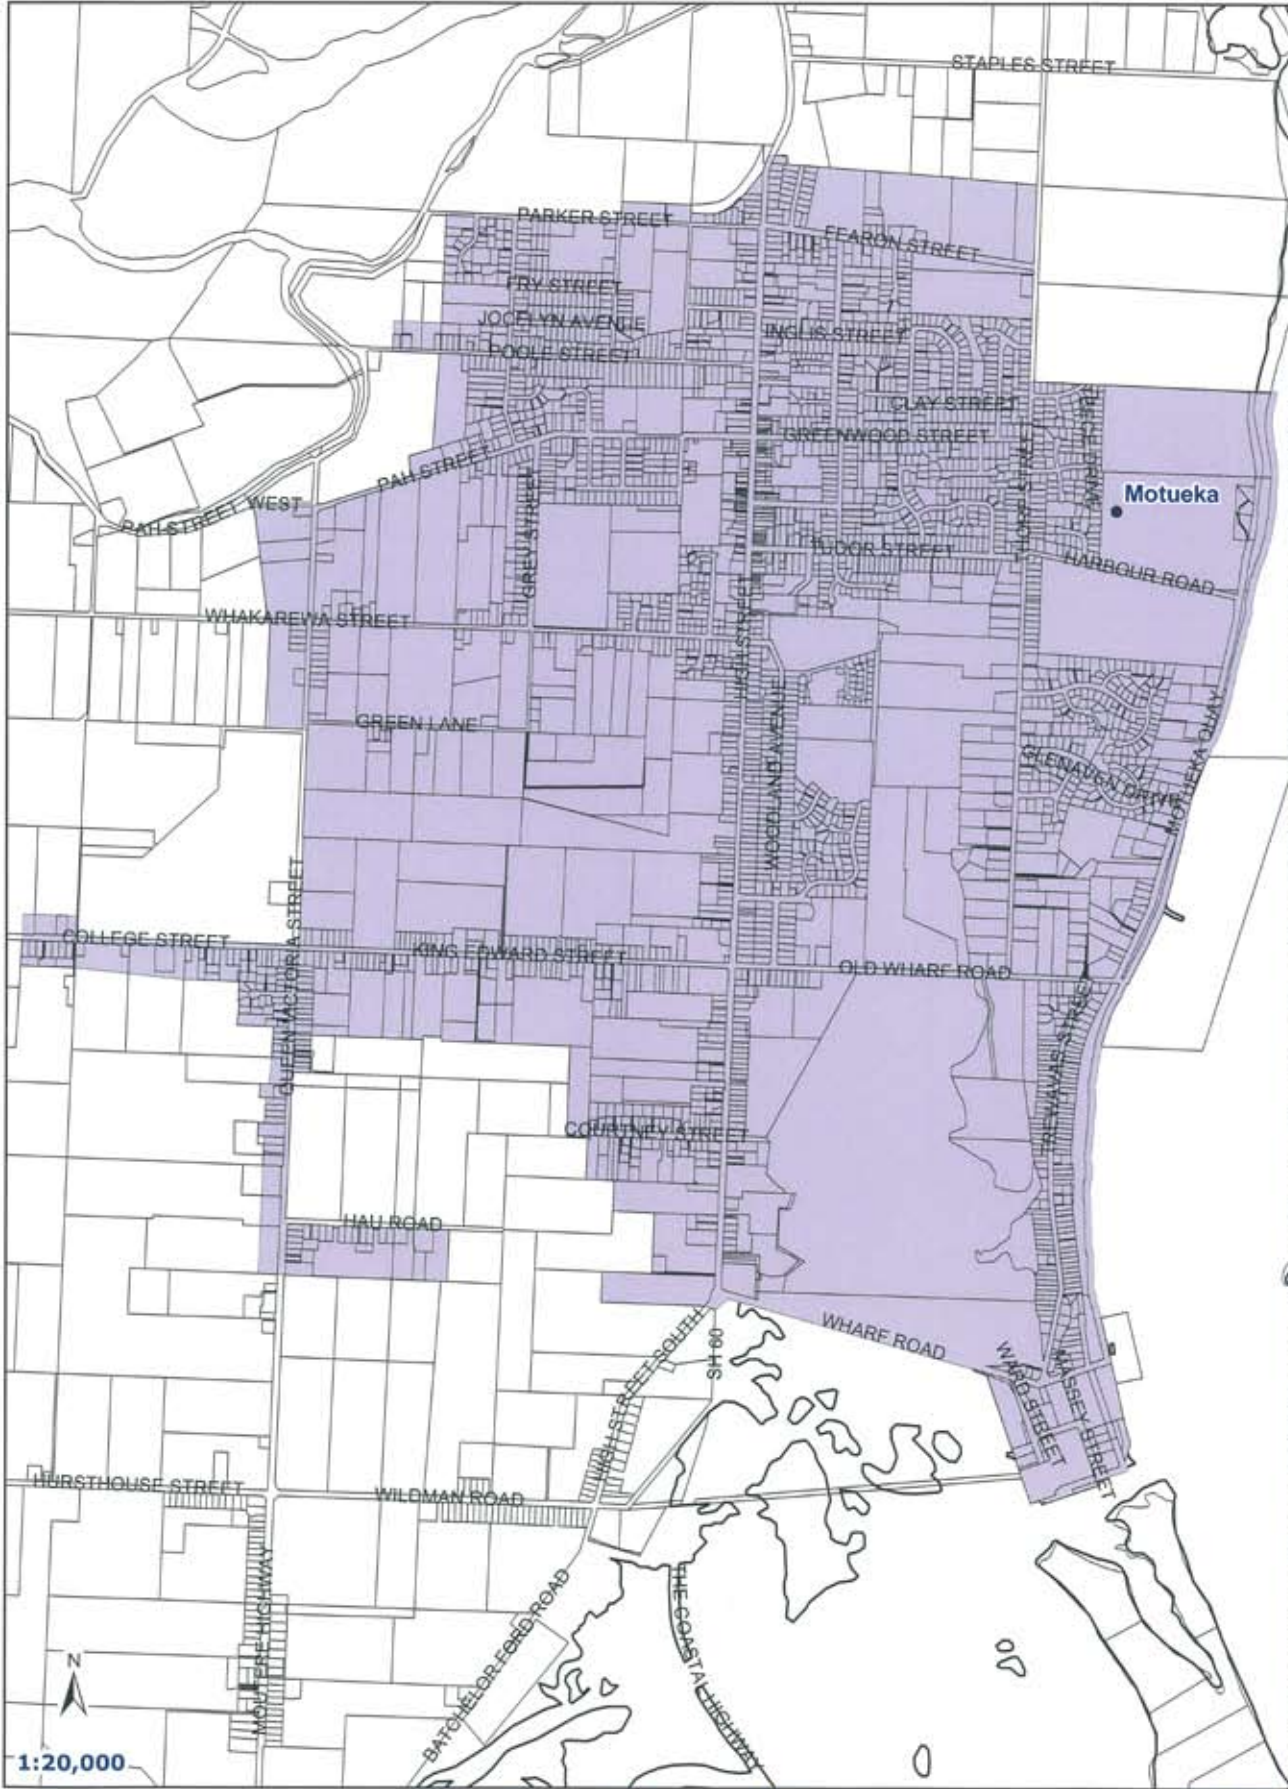 STAPLES STREET
PARKER STREET
FEARON STREET
FRY STREET
JOCELYN AVENUE
INGLIS STREET
POOLE STREET
CLAY STREET
GREENWOOD STREET
PAH STREET
THORP STREET
Motueka
PAH STREET WEST
GREY STREET
TUDOR STREET
HARBOUR ROAD
WHAKAREWA STREET
HIGH STREET
GREEN LANE
WOODLAND AVENUE
GLENAVEN DRIVE
MOTUEKA QUAY
COLLEGE STREET
QUEEN VICTORIA STREET
KING EDWARD STREET
OLD WHARF ROAD
TREWAVAS STREET
COURTNEY STREET
HAU ROAD
WHARF ROAD
HIGH STREET SOUTH
SH 60
WARD STREET
MASSEY STREET
HURSTHOUSE STREET
WILDMAN ROAD
MOUTERE HIGHWAY
BATCHELOR FORD ROAD
THE COASTAL HIGHWAY
N
1:20,000